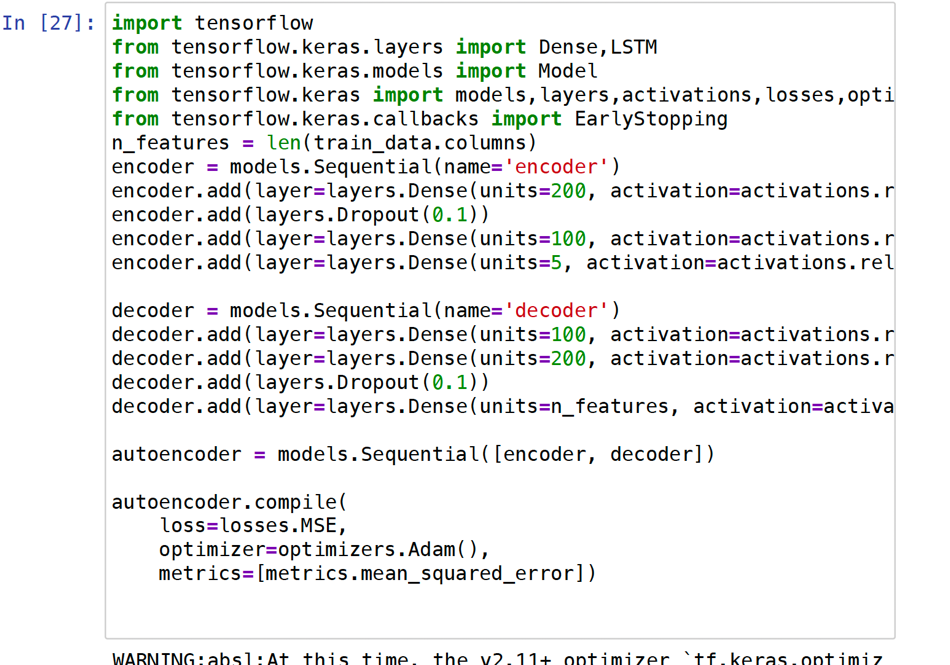 In [27]:
import tensorflow
from tensorflow.keras.layers import Dense,LSTM
from tensorflow.keras.models import Model
from tensorflow.keras import models,layers,activations,losses,opti
from tensorflow.keras.callbacks import EarlyStopping
n_features = len(train_data.columns)
encoder = models.Sequential(name='encoder')
encoder.add(layer=layers.Dense(units=200, activation=activations.r
encoder.add(layers.Dropout(0.1))
encoder.add(layer=layers.Dense(units=100, activation=activations.r
encoder.add(layer=layers.Dense(units=5, activation=activations.rel
decoder = models.Sequential(name='decoder')
decoder.add(layer=layers.Dense(units=100, activation=activations.r
decoder.add(layer=layers.Dense(units=200, activation=activations.r
decoder.add(layers.Dropout(0.1))
decoder.add(layer=layers.Dense(units=n_features, activation=activa
autoencoder = models.Sequential([encoder, decoder])
autoencoder.compile(
    loss=losses.MSE,
    optimizer=optimizers.Adam(),
    metrics=[metrics.mean_squared_error])
WARNING:absl:At this time, the v2.11+ optimizer `tf.keras.optimiz